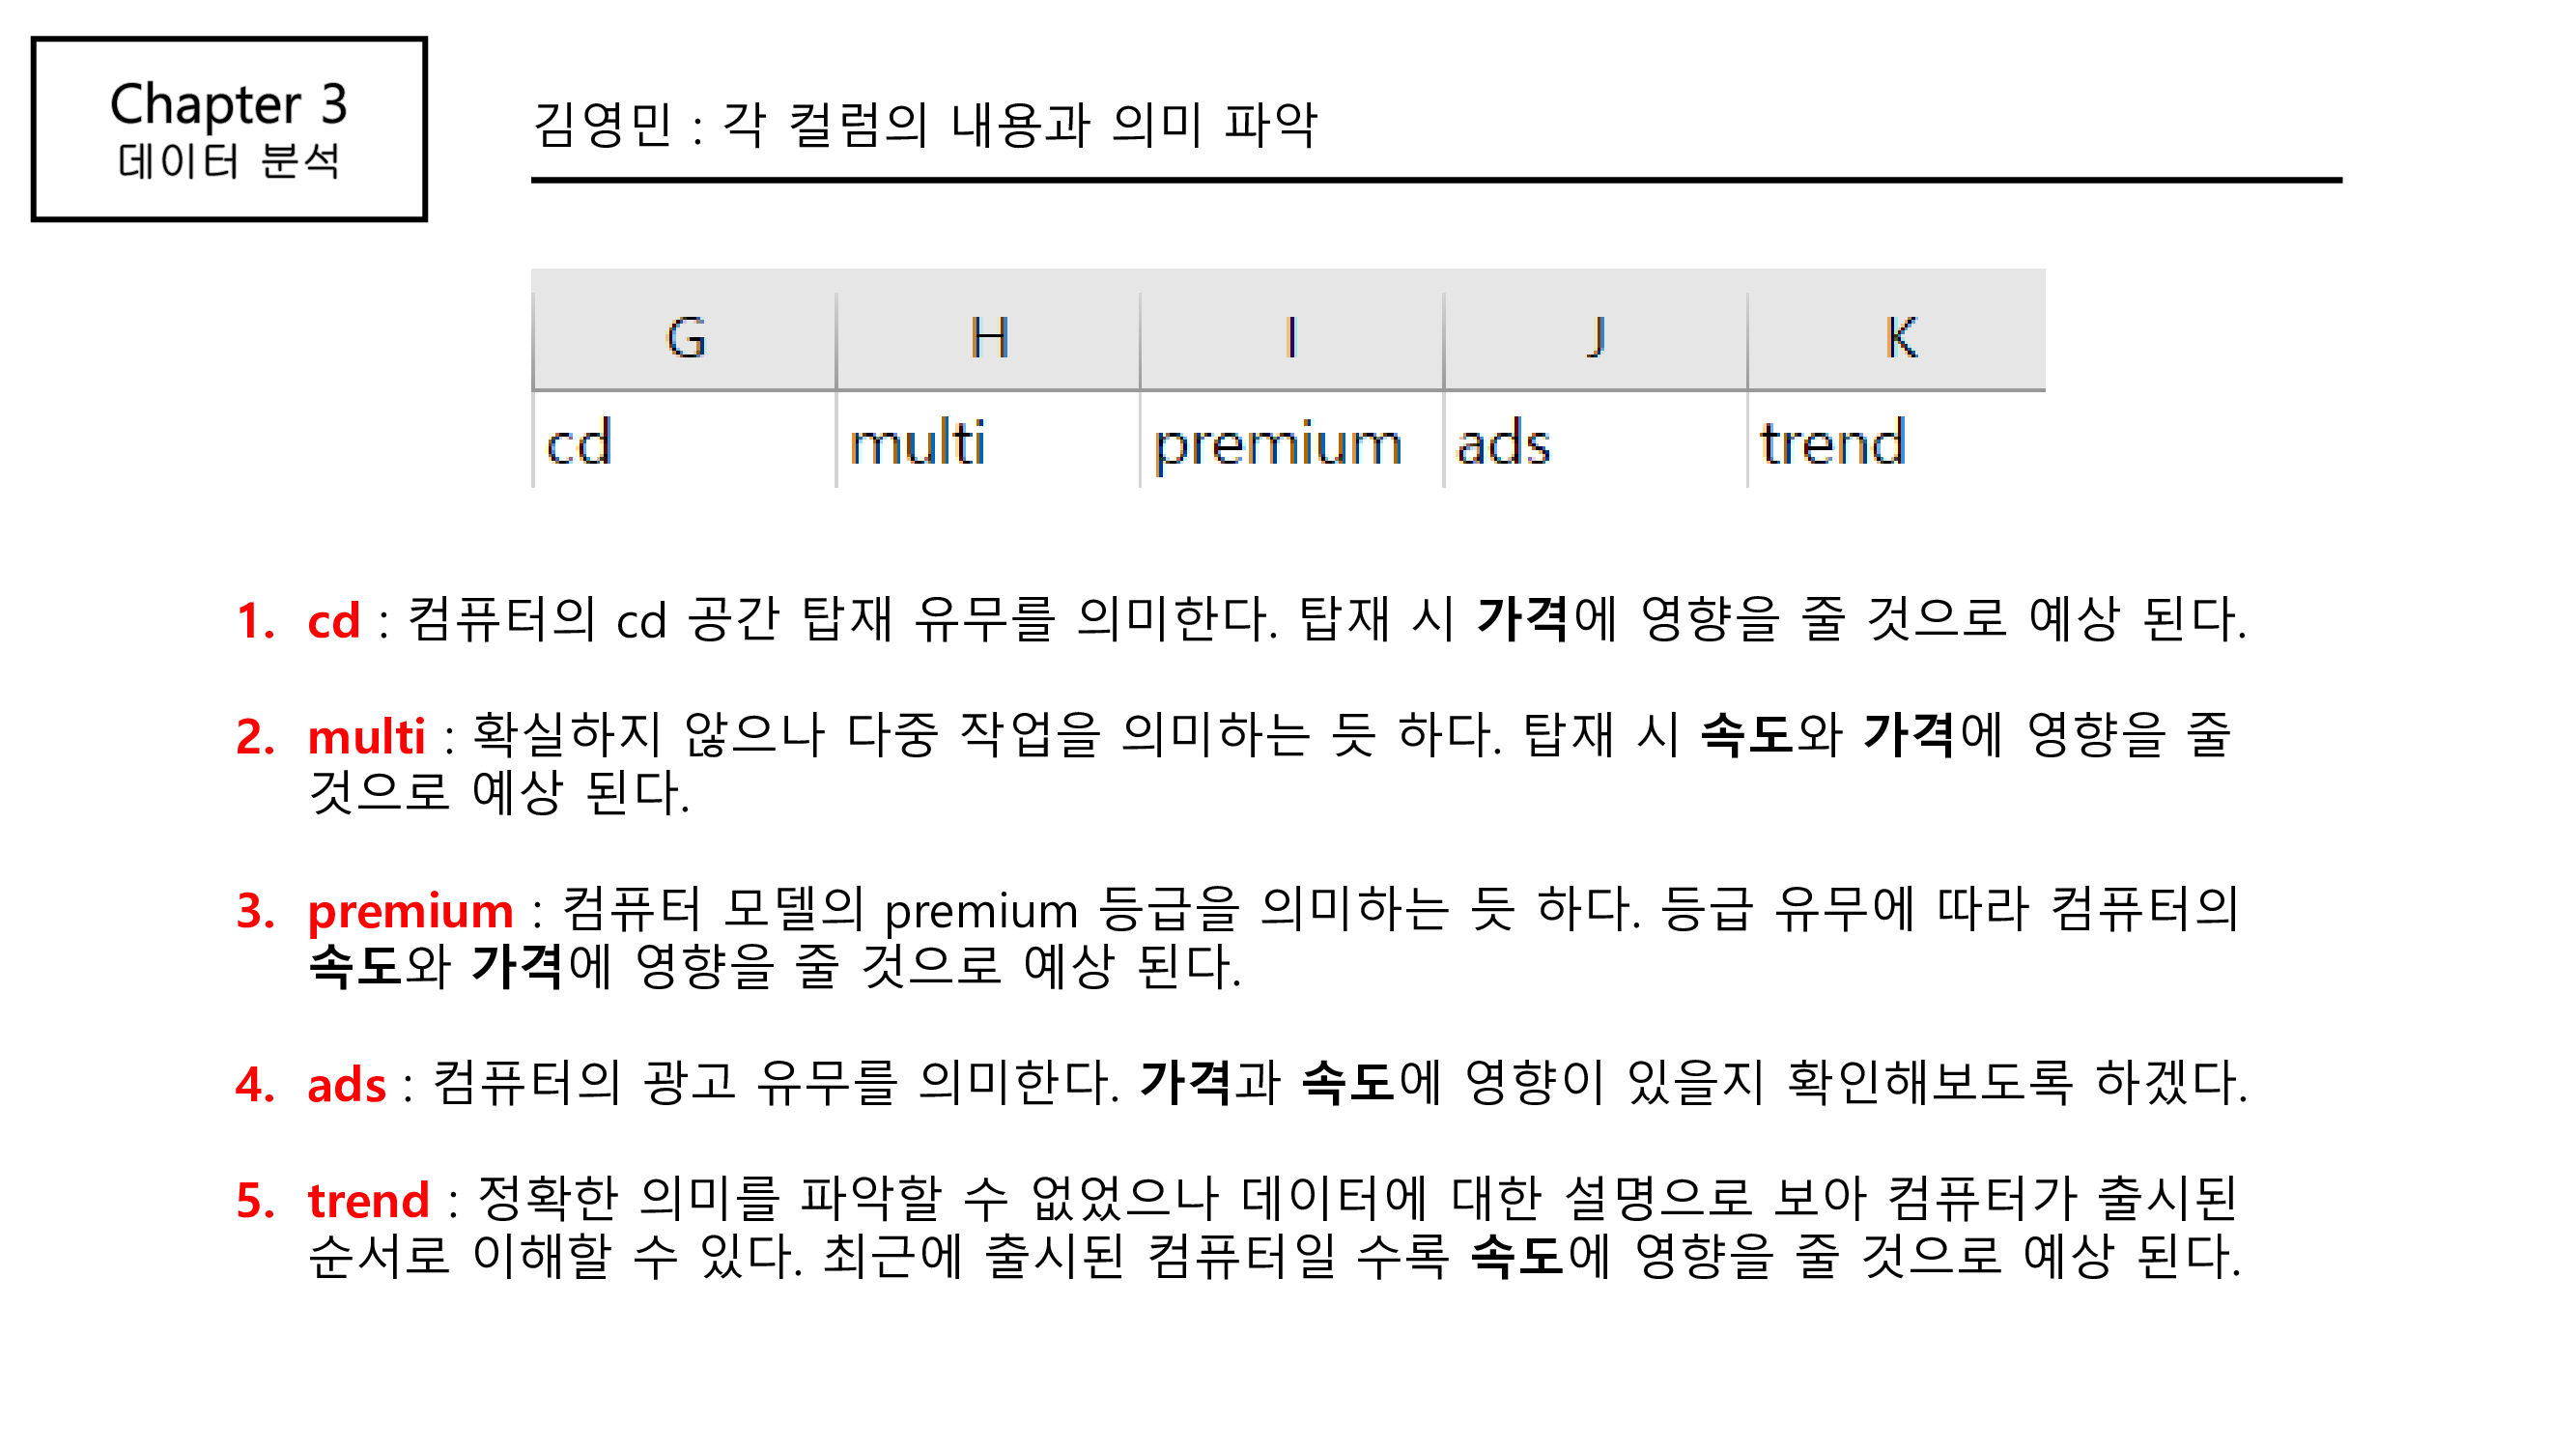 Chapter 3
데이터 분석
김영민 : 각 컬럼의 내용과 의미 파악
G H I J K
cd multi premium ads trend
1. cd : 컴퓨터의 cd 공간 탑재 유무를 의미한다. 탑재 시 가격에 영향을 줄 것으로 예상 된다.
2. multi : 확실하지 않으나 다중 작업을 의미하는 듯 하다. 탑재 시 속도와 가격에 영향을 줄
것으로 예상 된다.
3. premium : 컴퓨터 모델의 premium 등급을 의미하는 듯 하다. 등급 유무에 따라 컴퓨터의
속도와 가격에 영향을 줄 것으로 예상 된다.
4. ads : 컴퓨터의 광고 유무를 의미한다. 가격과 속도에 영향이 있을지 확인해보도록 하겠다.
5. trend : 정확한 의미를 파악할 수 없었으나 데이터에 대한 설명으로 보아 컴퓨터가 출시된
순서로 이해할 수 있다. 최근에 출시된 컴퓨터일 수록 속도에 영향을 줄 것으로 예상 된다.